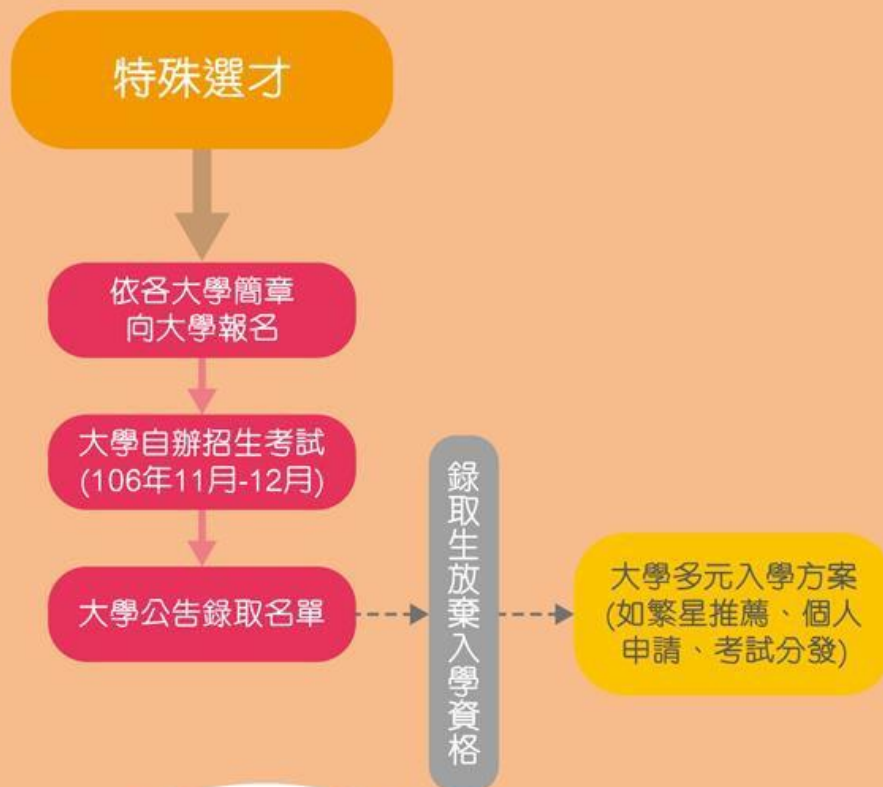 特殊選才
依各大學簡章
向大學報名
大學自辦招生考試
(106年11月-12月)
大學公告錄取名單
錄取生放棄入學資格
大學多元入學方案
(如繁星推薦、個人
申請、考試分發)